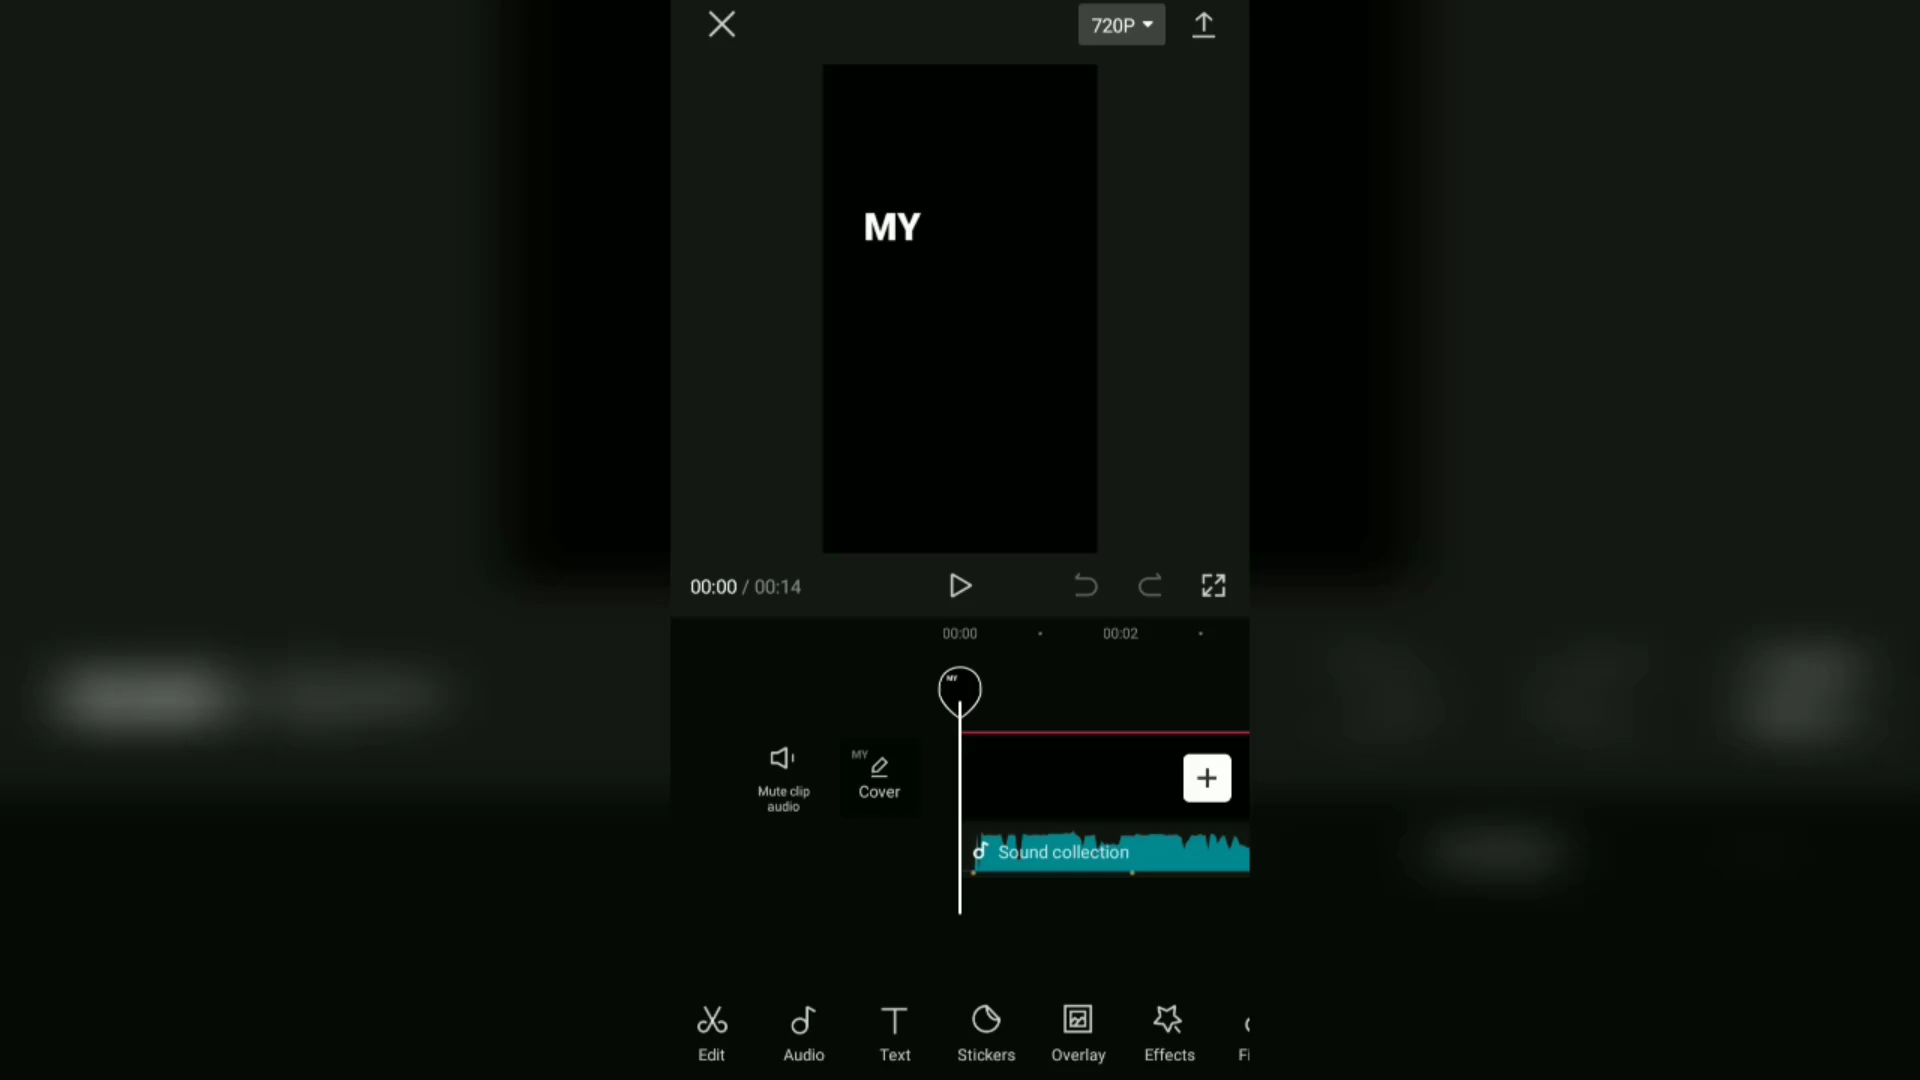 720P
MY
00:00 / 00:14
00:00
00:02
MY
Mute clip
audio
MY
Cover
Sound collection
Edit
Audio
Text
Stickers
Overlay
Effects
Fi